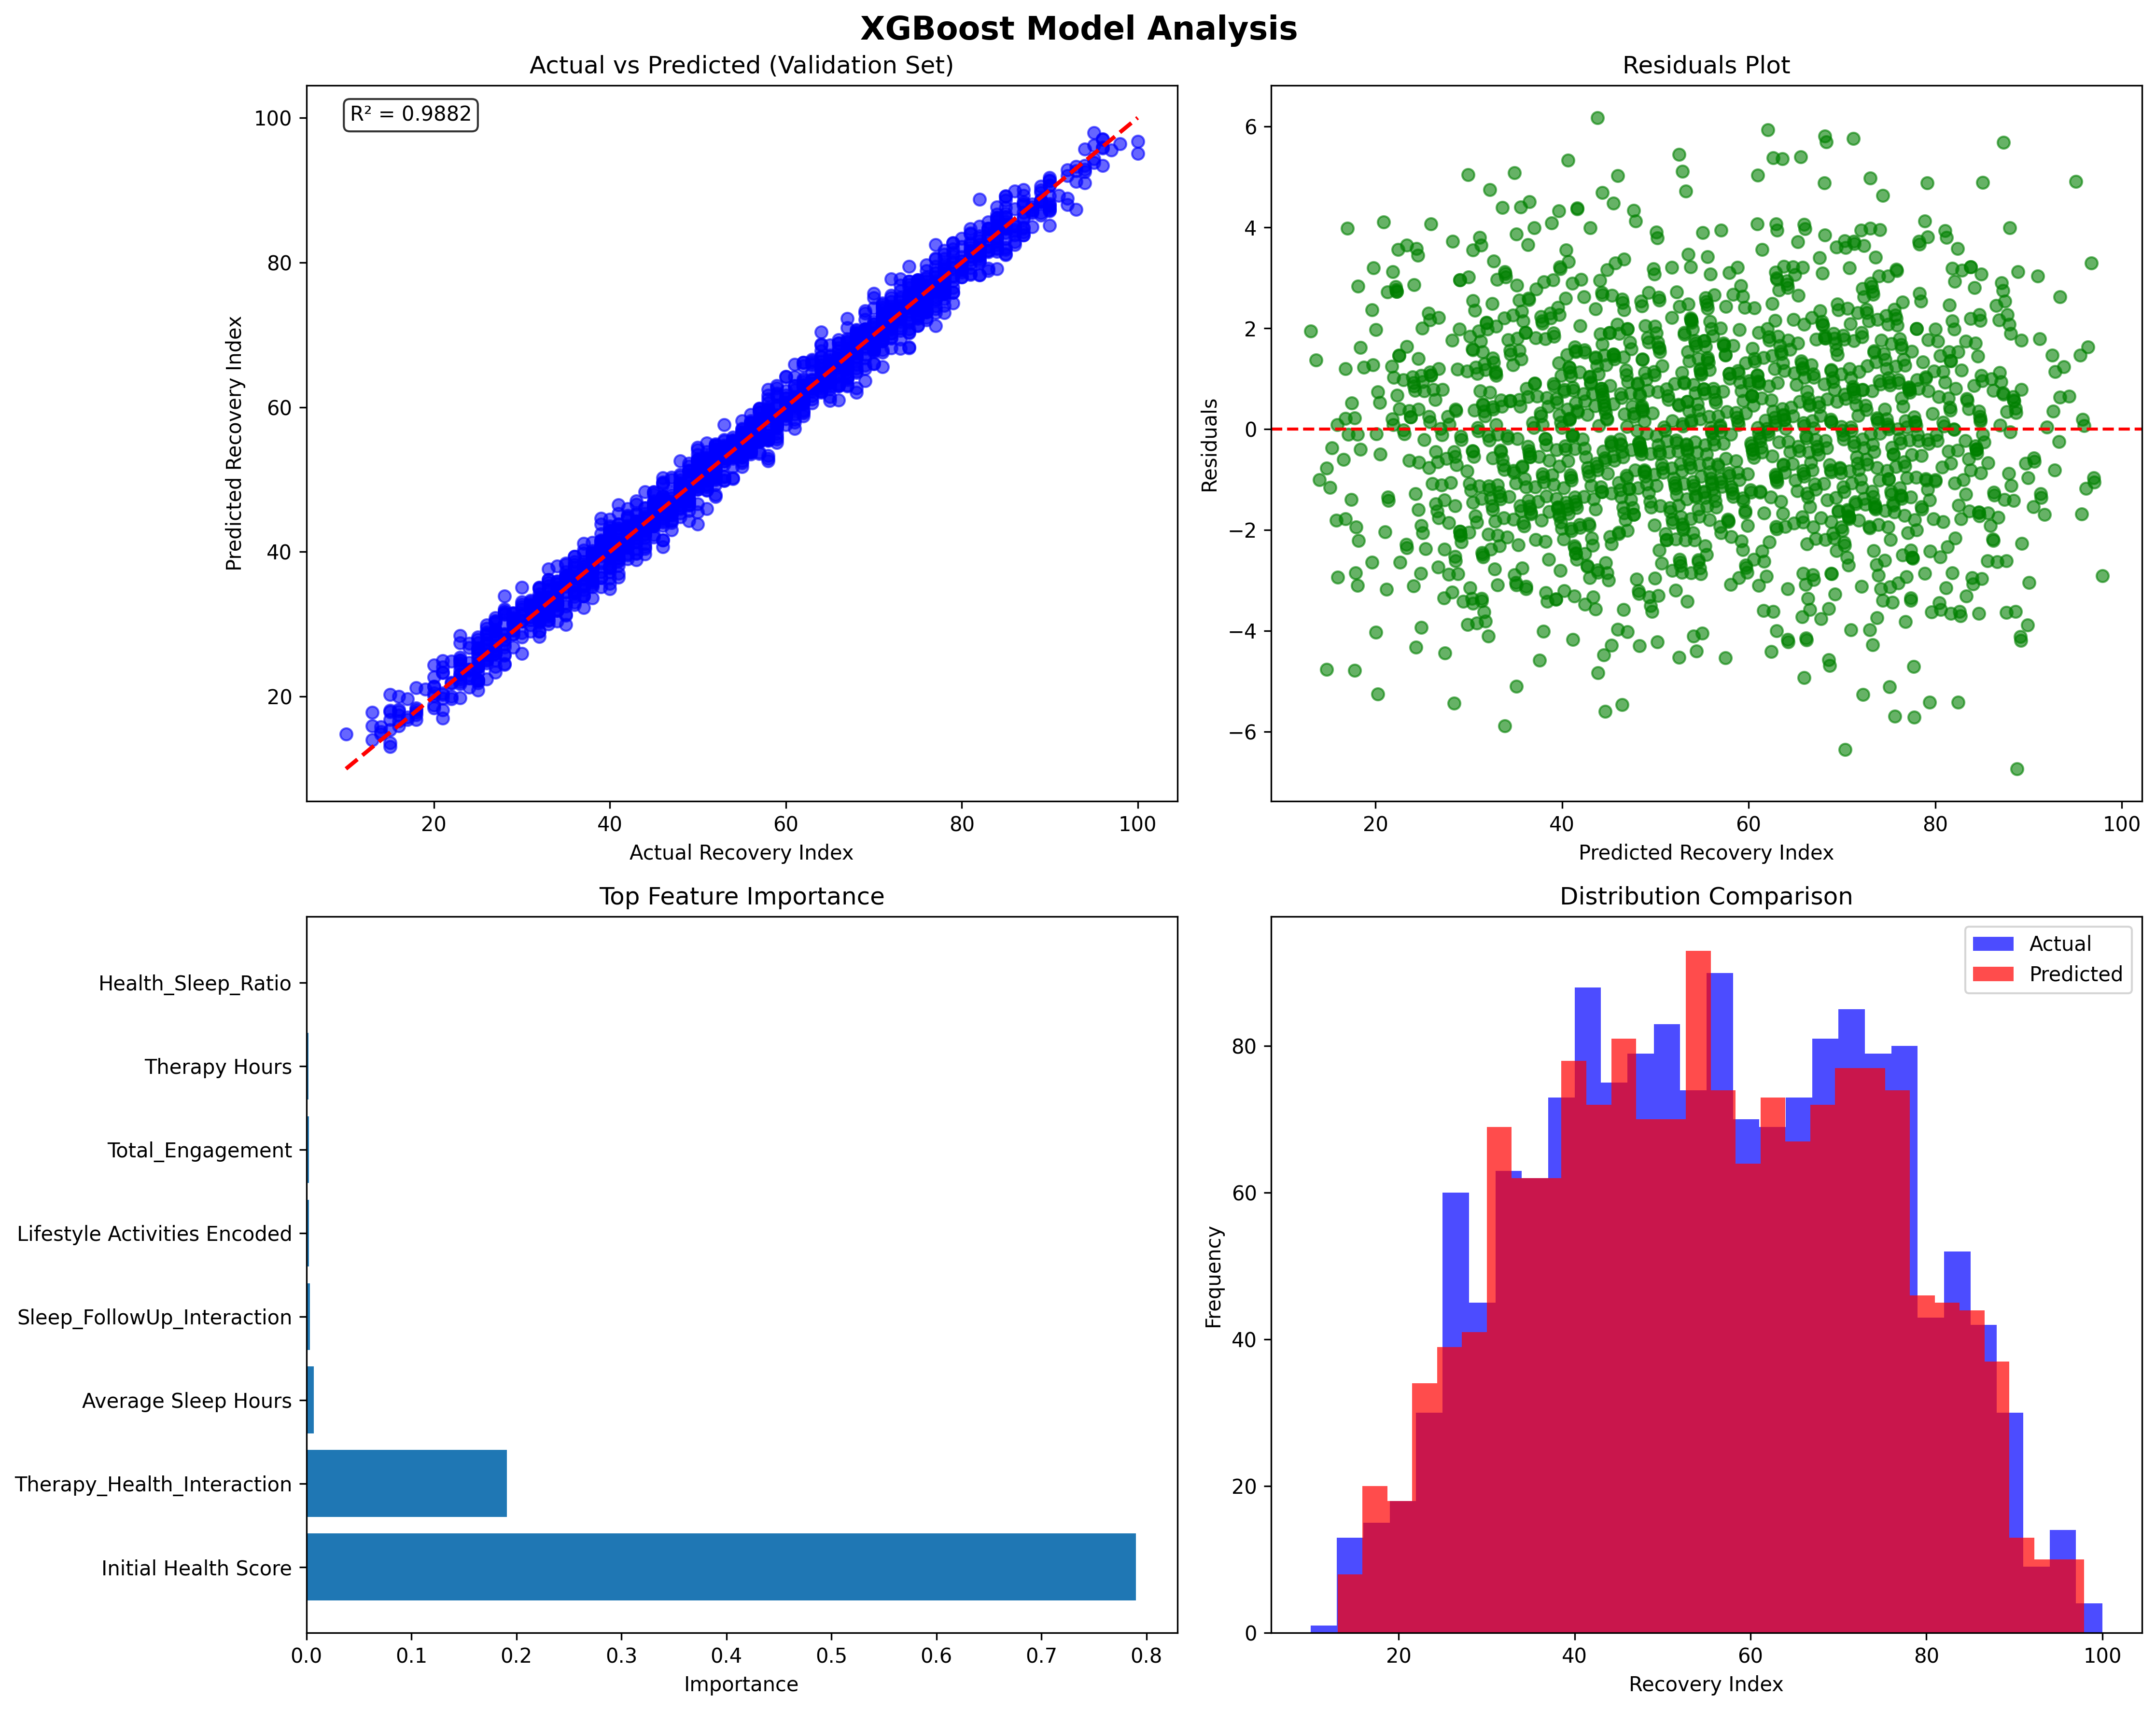 XGBoost Model Analysis
Actual vs Predicted (Validation Set)
R² = 0.9882
100
80
60
40
20
Predicted Recovery Index
20 40 60 80 100
Actual Recovery Index
Residuals Plot
6
4
2
0
−2
−4
−6
Residuals
20 40 60 80 100
Predicted Recovery Index
Top Feature Importance
Health_Sleep_Ratio
Therapy Hours
Total_Engagement
Lifestyle Activities Encoded
Sleep_FollowUp_Interaction
Average Sleep Hours
Therapy_Health_Interaction
Initial Health Score
0.0 0.1 0.2 0.3 0.4 0.5 0.6 0.7 0.8
Importance
Distribution Comparison
Actual
Predicted
80
60
40
20
0
Frequency
20 40 60 80 100
Recovery Index